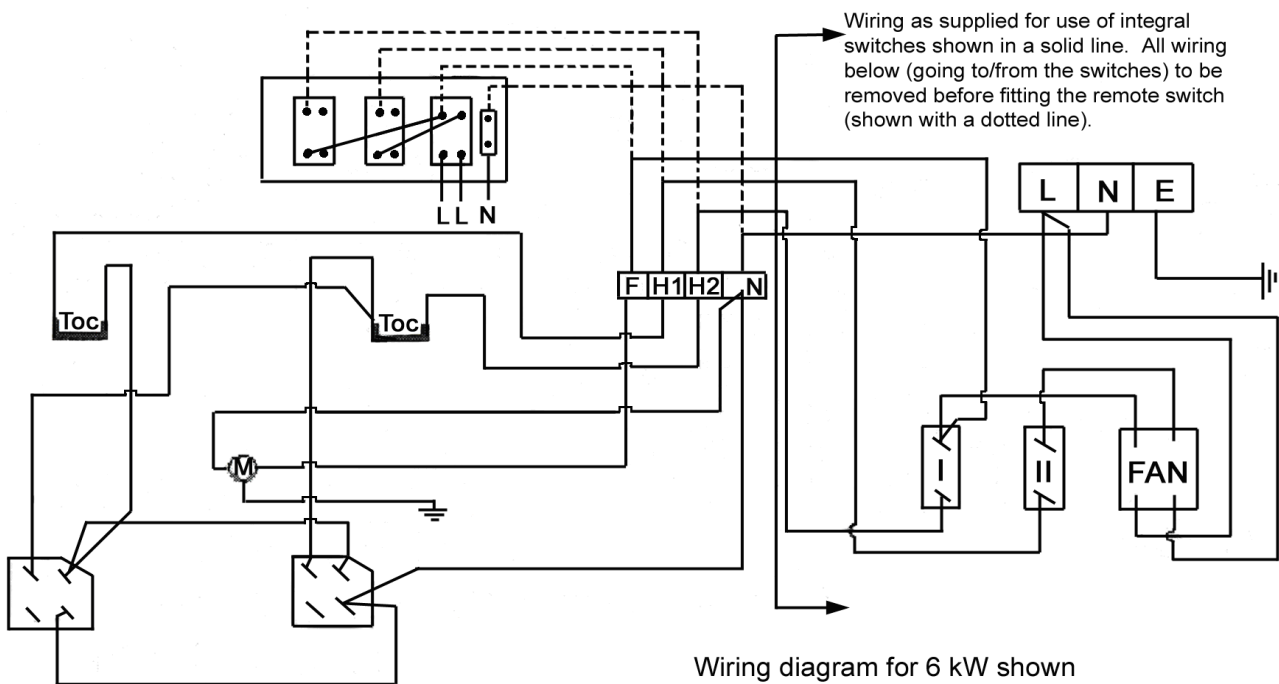 Wiring as supplied for use of integral
switches shown in a solid line. All wiring
below (going to/from the switches) to be
removed before fitting the remote switch
(shown with a dotted line).
L L N
L N E
F H1 H2 N
Toc
Toc
M
I
II
FAN
Wiring diagram for 6 kW shown